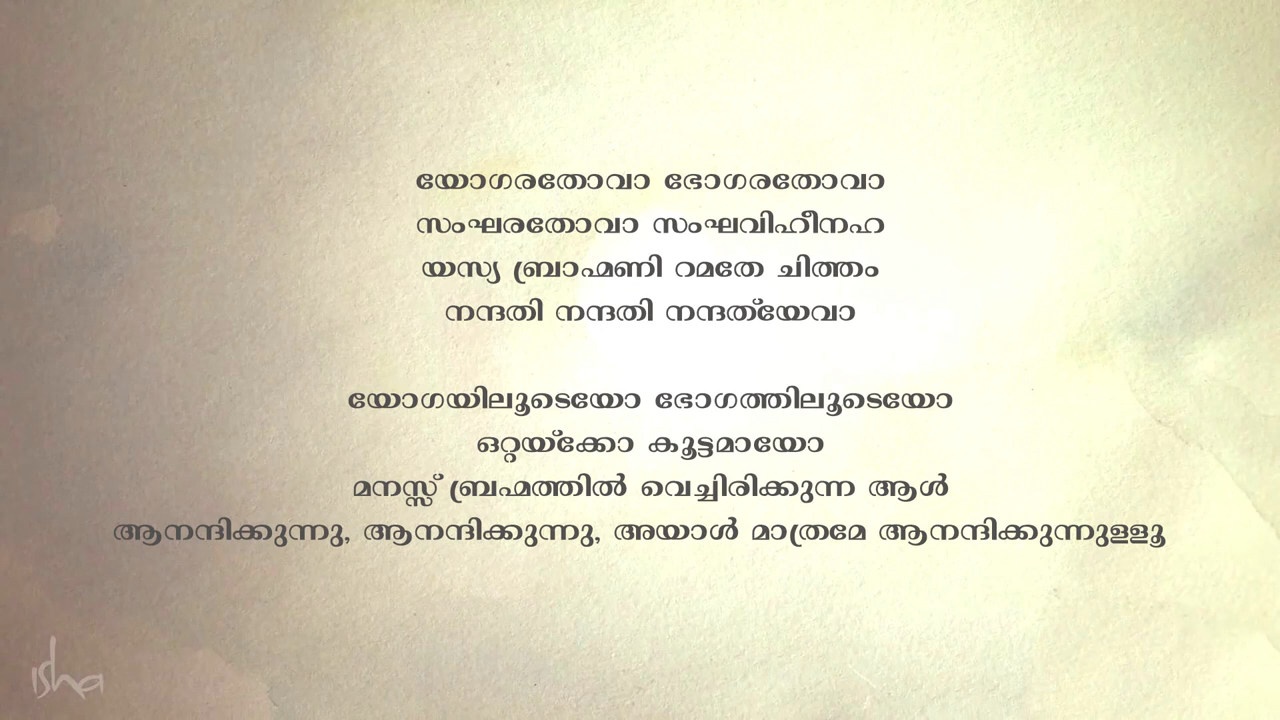 യോഗരതോവാ ഭോഗരതോവാ
സംഘരതോവാ സംഘവിഹീനഹ
യസ്യ ബ്രാഹ്മണി റമതേ ചിത്തം
നന്ദതി നന്ദതി നന്ദത്യേവാ
യോഗയിലൂടെയോ ഭോഗത്തിലൂടെയോ
ഒറ്റയ്ക്കോ കൂട്ടമായോ
മനസ്സ് ബ്രഹ്മത്തിൽ വെച്ചിരിക്കുന്ന ആൾ
ആനന്ദിക്കുന്നു, ആനന്ദിക്കുന്നു, അയാൾ മാത്രമേ ആനന്ദിക്കുന്നുള്ളൂ
isha